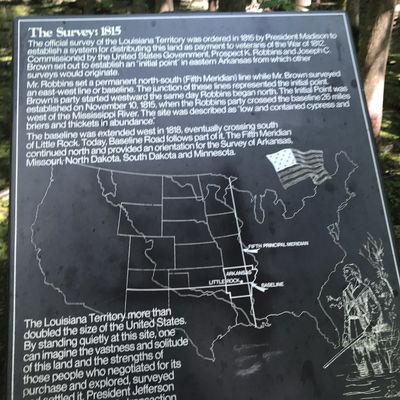 The Survey: 1815
The official survey of the Louisiana Territory was ordered in 1815 by President Madison to
establish a system for distributing this land as payment to veterans of the War of 1812.
Commissioned by the United States Government, Prospect K. Robbins and Joseph C.
Brown set out to establish an "initial point" in eastern Arkansas from which other
surveys would originate.
Mr. Robbins set a permanent north-south (Fifth Meridian) line while Mr. Brown surveyed
an east-west line or baseline. The junction of these lines represented the initial point.
Brown's party started westward the same day Robbins began north. The Initial Point was
established on November 10, 1815, when the Robbins party crossed the baseline 26 miles
west of the Mississippi River. The site was described as 'low and contained cypress and
briers and thickets in abundance.'
The baseline was extended west in 1818, eventually crossing south
of Little Rock. Today, Baseline Road follows part of it. The Fifth Meridian
continued north and provided an orientation for the Survey of Arkansas,
Missouri, North Dakota, South Dakota and Minnesota.
FIFTH PRINCIPAL MERIDIAN
ARKANSAS
LITTLE ROCK
BASELINE
The Louisiana Territory more than
doubled the size of the United States.
By standing quietly at this site, one
can imagine the vastness and solitude
of this land and the strengths of
those people who negotiated for its
purchase and explored, surveyed
and settled it. President Jefferson
transaction